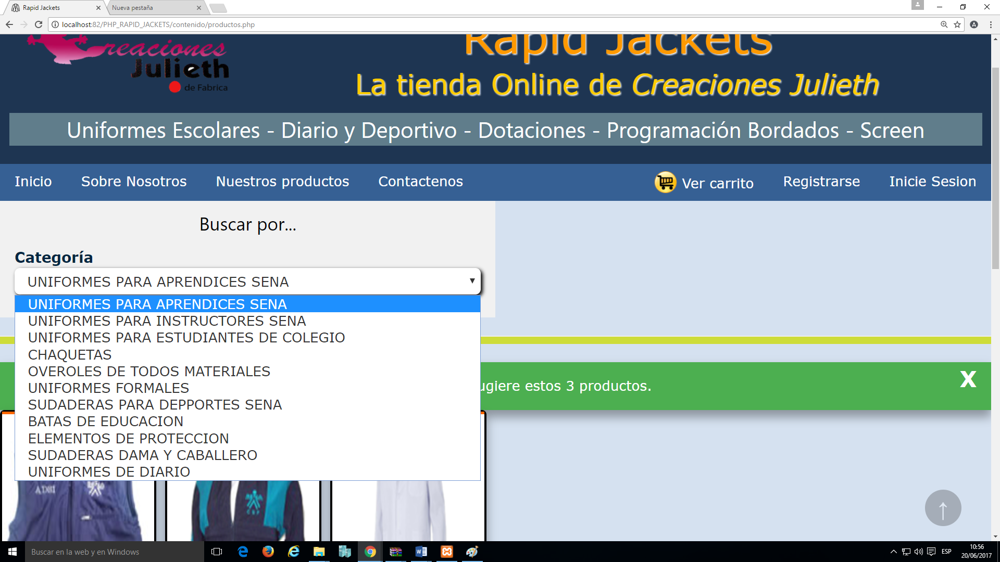 Rapid Jackets
Nueva pestaña
localhost:82/PHP_RAPID_JACKETS/contenido/productos.php
Creaciones
Julieth
de Fabrica
Rapid Jackets
La tienda Online de Creaciones Julieth
Uniformes Escolares - Diario y Deportivo - Dotaciones - Programación Bordados - Screen
Inicio
Sobre Nosotros
Nuestros productos
Contactenos
Ver carrito
Registrarse
Inicie Sesion
Buscar por...
Categoría
UNIFORMES PARA APRENDICES SENA
UNIFORMES PARA APRENDICES SENA
UNIFORMES PARA INSTRUCTORES SENA
UNIFORMES PARA ESTUDIANTES DE COLEGIO
CHAQUETAS
OVEROLES DE TODOS MATERIALES
UNIFORMES FORMALES
SUDADERAS PARA DEPPORTES SENA
BATAS DE EDUCACION
ELEMENTOS DE PROTECCION
SUDADERAS DAMA Y CABALLERO
UNIFORMES DE DIARIO
ugiere estos 3 productos.
X
Buscar en la web y en Windows
ESP
10:56
20/06/2017